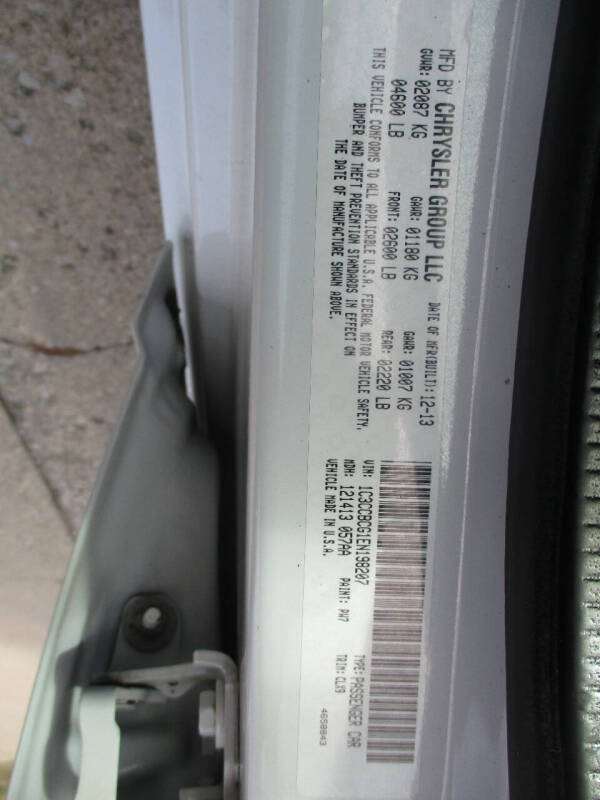 MFD BY CHRYSLER GROUP LLC DATE OF MFR(BUILT): 12-13
GVWR: 02087 KG GAWR: 01180 KG GAWR: 01007 KG
04600 LB FRONT: 02600 LB REAR: 02220 LB
THIS VEHICLE CONFORMS TO ALL APPLICABLE U.S.A. FEDERAL MOTOR VEHICLE SAFETY,
BUMPER AND THEFT PREVENTION STANDARDS IN EFFECT ON
THE DATE OF MANUFACTURE SHOWN ABOVE.
VIN: 1C3CCBCG1EN198207 TYPE: PASSENGER CAR
MDH: 121413 057AA PAINT: PW7 TRIM: CLX9
VEHICLE MADE IN U.S.A. 4658843